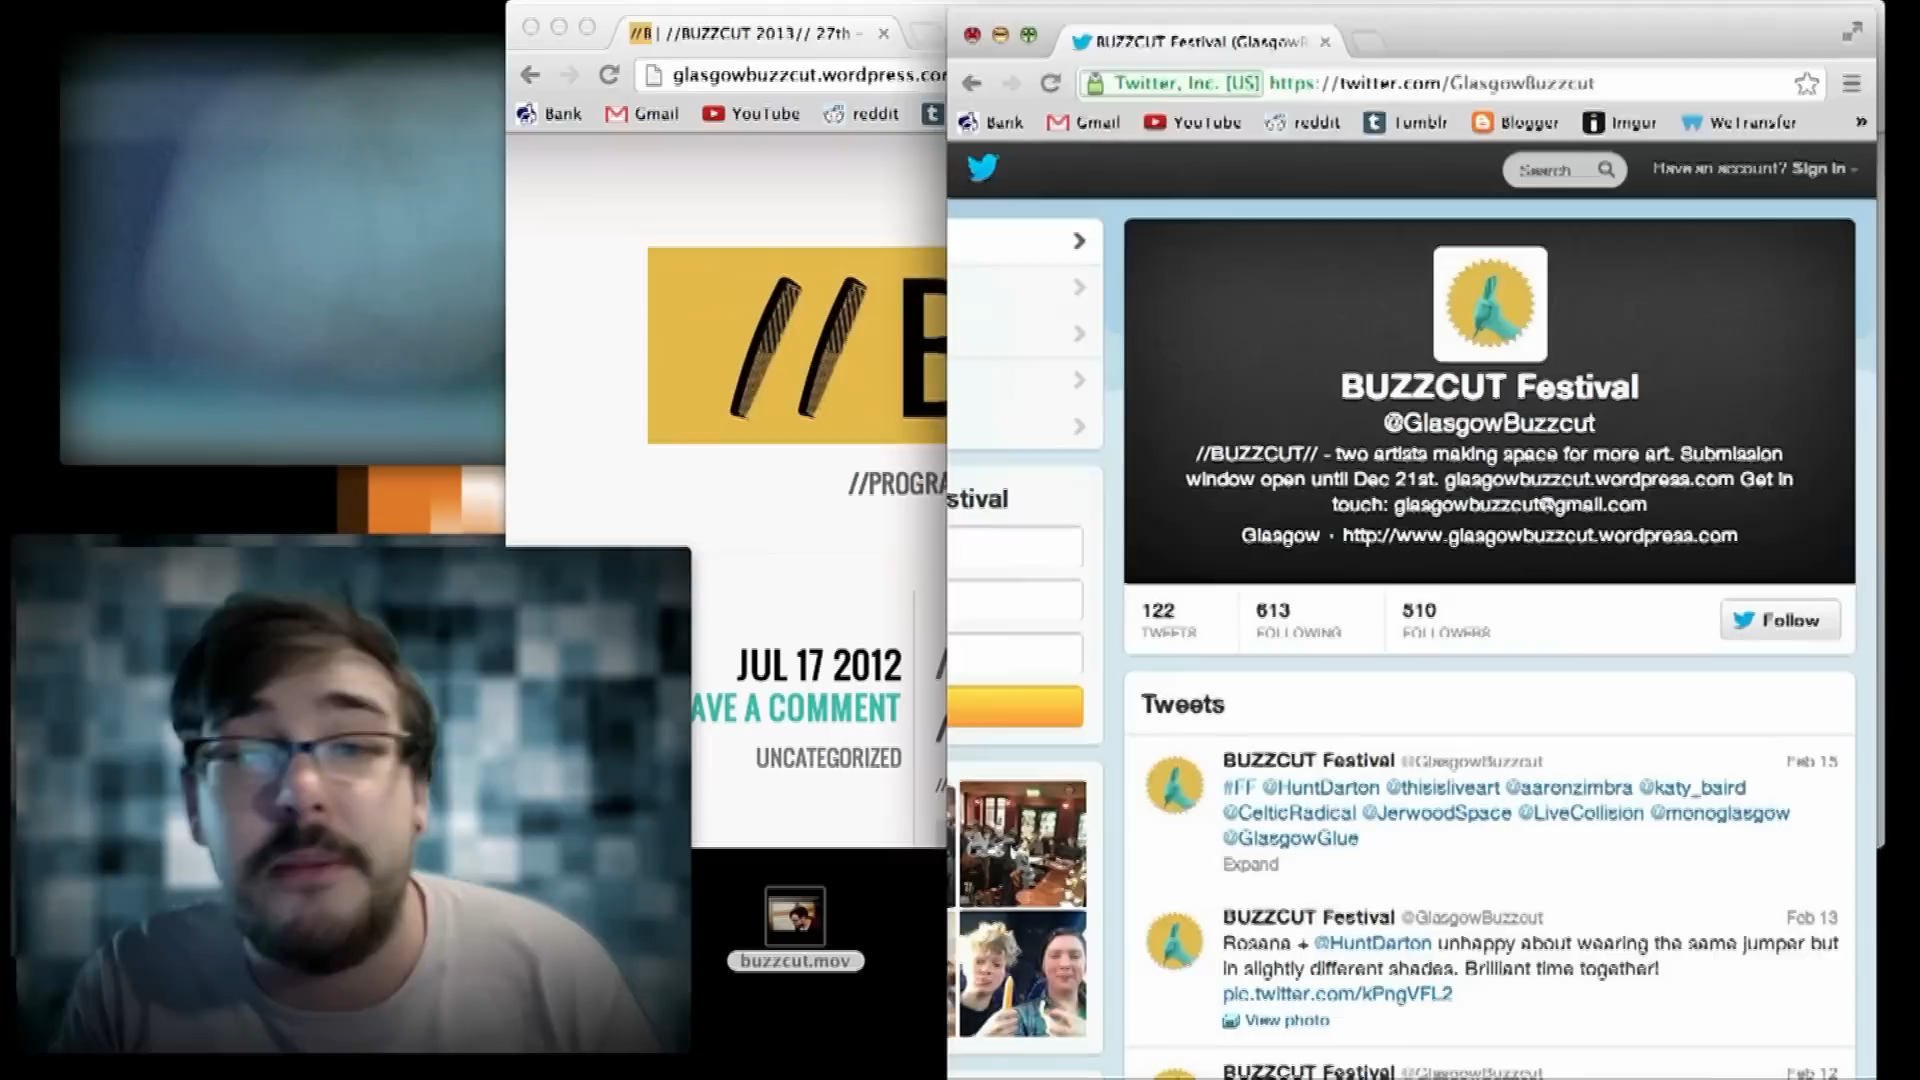 //B | //BUZZCUT 2013// 27th -
glasgowbuzzcut.wordpress.com
Bank
Gmail
YouTube
reddit
// B
//PROGRA
JUL 17 2012
AVE A COMMENT
UNCATEGORIZED
buzzcut.mov
BUZZCUT Festival (GlasgowB
Twitter, Inc. [US] https://twitter.com/GlasgowBuzzcut
Bank
Gmail
YouTube
reddit
Tumblr
Blogger
Imgur
WeTransfer
»
Search
Have an account? Sign in
stival
BUZZCUT Festival
@GlasgowBuzzcut
//BUZZCUT// - two artists making space for more art. Submission
window open until Dec 21st. glasgowbuzzcut.wordpress.com Get in
touch: glasgowbuzzcut@gmail.com
Glasgow · http://www.glasgowbuzzcut.wordpress.com
122
TWEETS
613
FOLLOWING
510
FOLLOWERS
Follow
Tweets
BUZZCUT Festival @GlasgowBuzzcut Feb 15
#FF @HuntDarton @thisisliveart @aaronzimbra @katy_baird
@CelticRadical @JerwoodSpace @LiveCollision @monoglasgow
@GlasgowGlue
Expand
BUZZCUT Festival @GlasgowBuzzcut Feb 13
Rosana + @HuntDarton unhappy about wearing the same jumper but
in slightly different shades. Brilliant time together!
pic.twitter.com/kPngVFL2
View photo
BUZZCUT Festival @GlasgowBuzzcut Feb 12